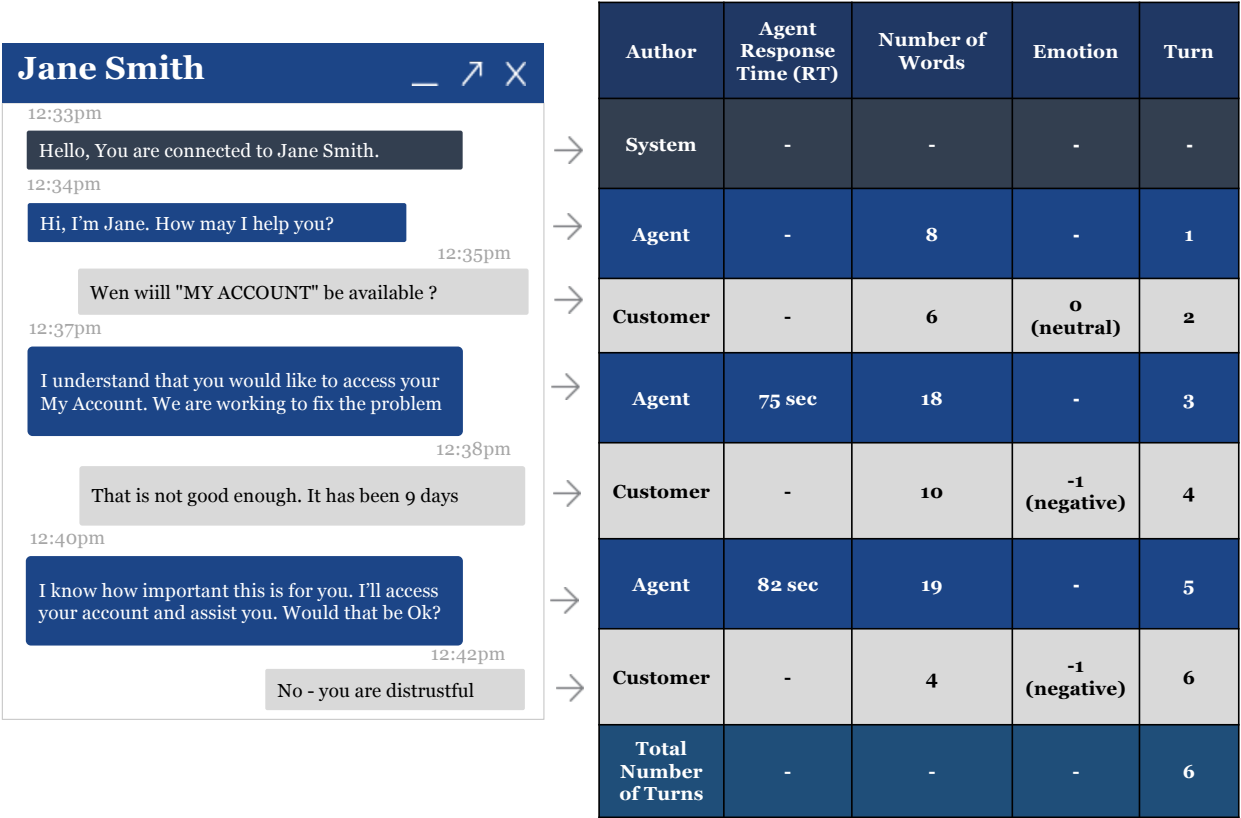 Jane Smith
12:33pm
Hello, You are connected to Jane Smith.
12:34pm
Hi, I'm Jane. How may I help you?
12:35pm
Wen wiill "MY ACCOUNT" be available ?
12:37pm
I understand that you would like to access your
My Account. We are working to fix the problem
12:38pm
That is not good enough. It has been 9 days
12:40pm
I know how important this is for you. I'll access
your account and assist you. Would that be Ok?
12:42pm
No - you are distrustful
Author
Agent
Response
Time (RT)
Number of
Words
Emotion
Turn
System
-
-
-
-
Agent
-
8
-
1
Customer
-
6
0
(neutral)
2
Agent
75 sec
18
-
3
Customer
-
10
-1
(negative)
4
Agent
82 sec
19
-
5
Customer
-
4
-1
(negative)
6
Total
Number
of Turns
-
-
-
6